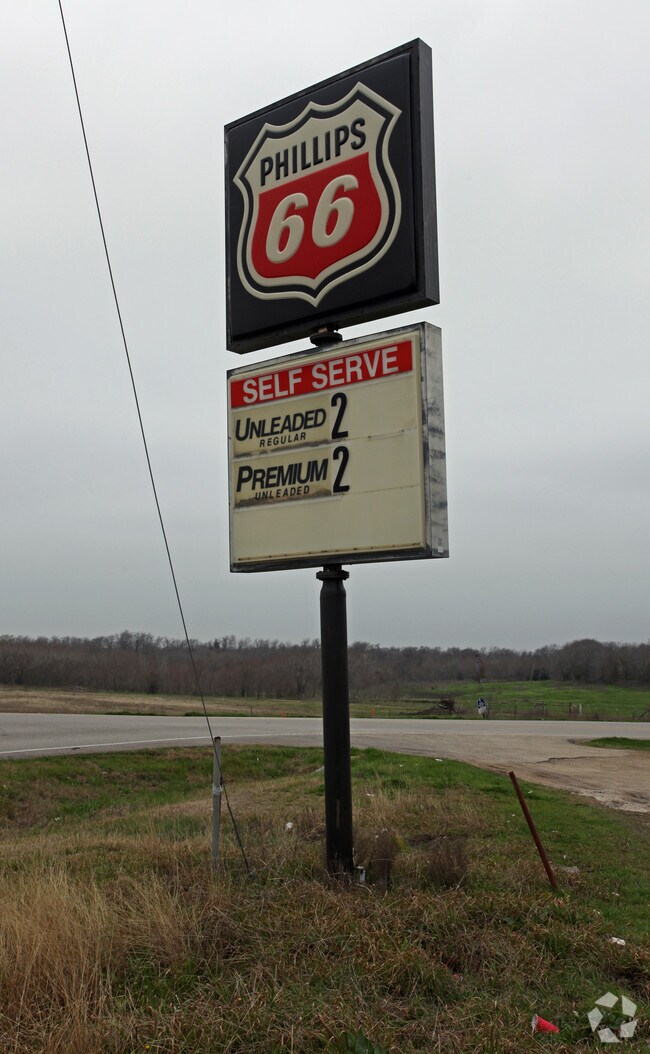 PHILLIPS
66
SELF SERVE
UNLEADED 2
REGULAR
PREMIUM 2
UNLEADED